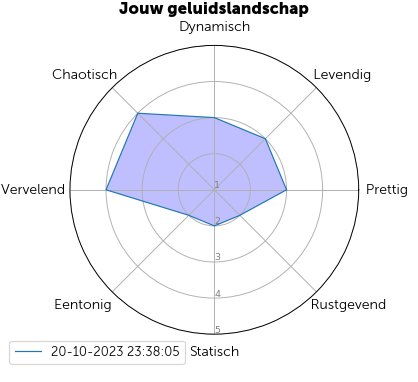 Jouw geluidslandschap
Dynamisch
Chaotisch
Levendig
Vervelend
1
Prettig
2
3
4
Eentonig
Rustgevend
5
20-10-2023 23:38:05
Statisch